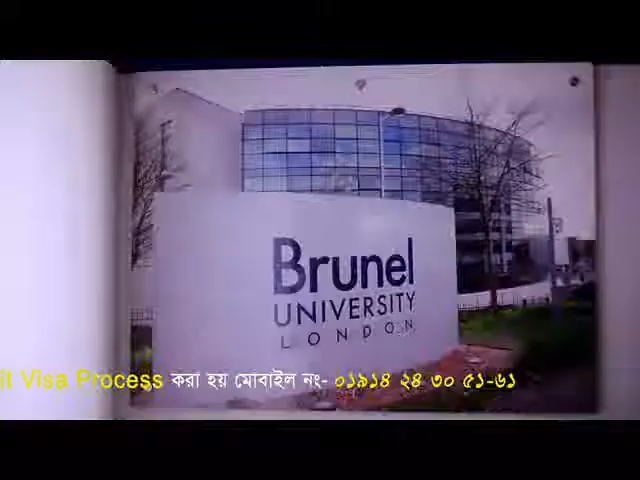 Brunel
UNIVERSITY
LONDON
it Visa Process করা হয় মোবাইল নং- ০১৯১৪ ২৪ ৩০ ৫১-৬১